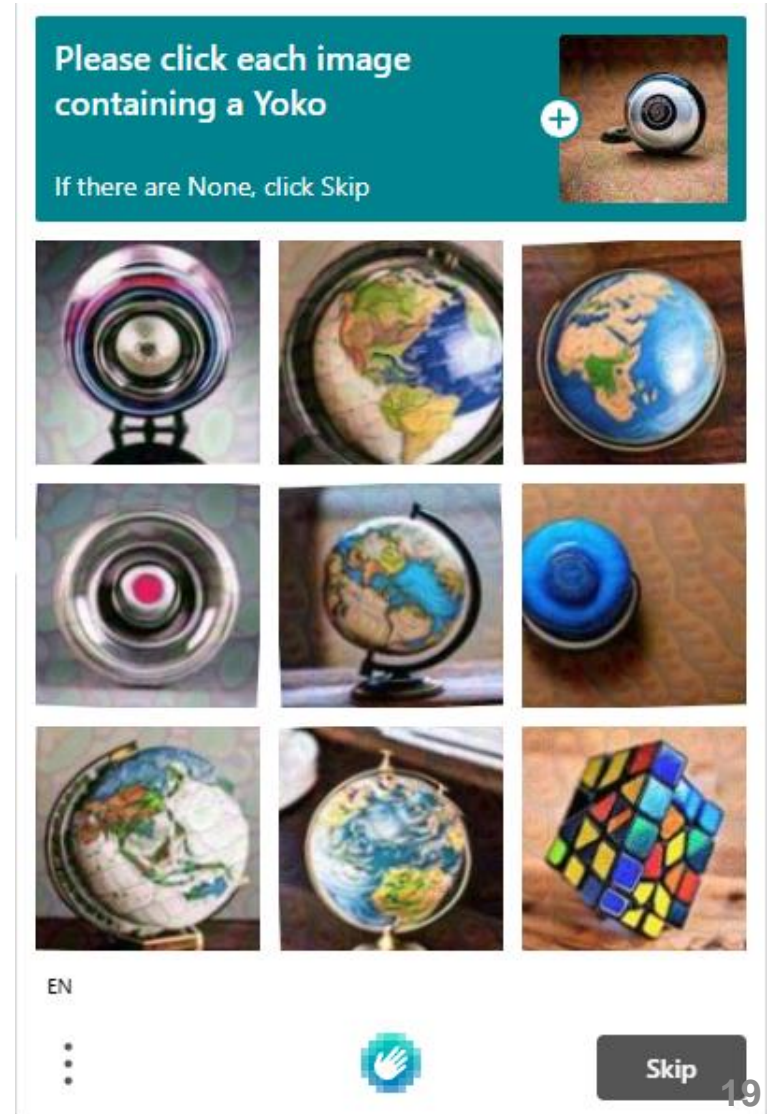 Please click each image
containing a Yoko
If there are None, click Skip
EN
Skip
19